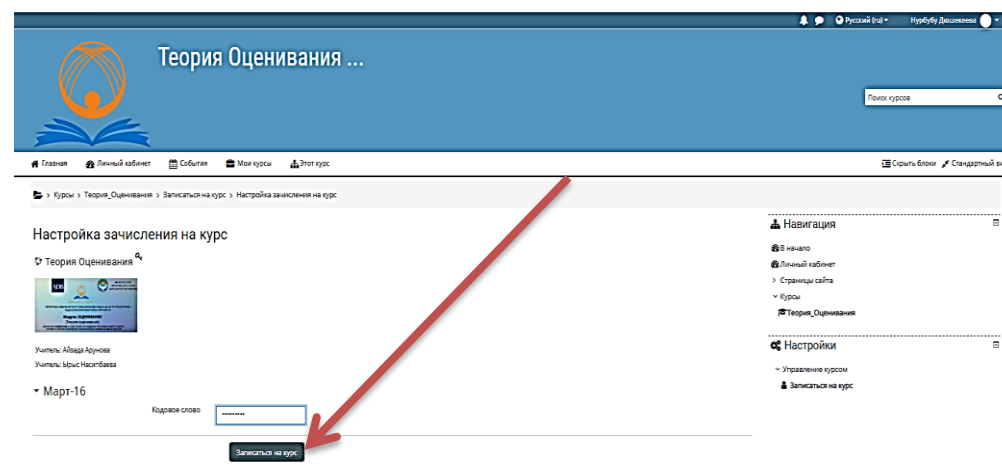 Русский (ru) Нурбубу Дюшекеева
Теория Оценивания ...
Поиск курсов
Главная Личный кабинет События Мои курсы Этот курс
Скрыть блоки Стандартный ви
> Курсы > Теория_Оценивания > Записаться на курс > Настройка зачисления на курс
Настройка зачисления на курс
Теория Оценивания
ADB
Учитель: Айзада Арунова
Учитель: Ырыс Насипбаева
Март-16
Кодовое слово
Записаться на курс
Навигация
В начало
Личный кабинет
Страницы сайта
Курсы
Теория_Оценивания
Настройки
Управление курсом
Записаться на курс